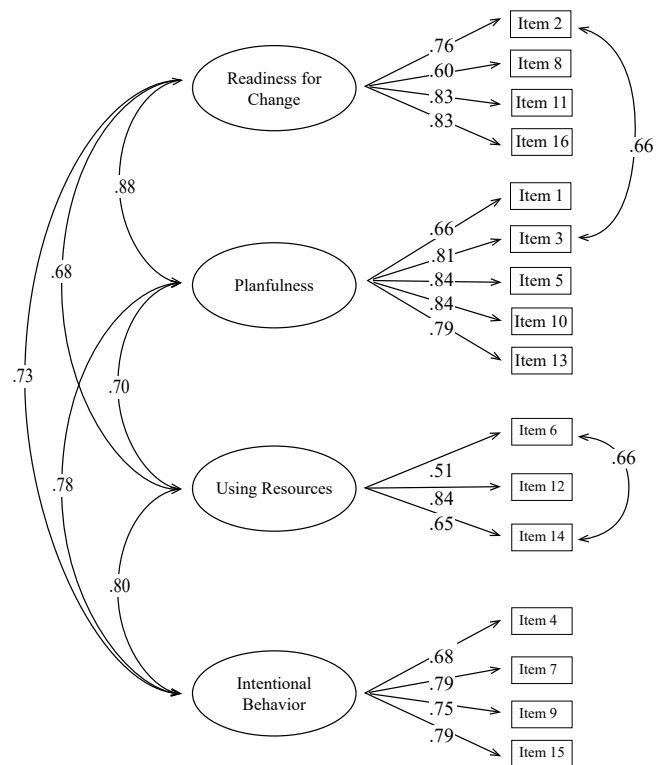 Item 2
.76
Readiness for
Change
.60
Item 8
.83
Item 11
.83
Item 16
.66
.88
Item 1
.66
Item 3
.81
.68
Planfulness
.84
Item 5
.84
Item 10
.79
Item 13
.73
.70
Item 6
.66
.51
.78
Using Resources
.84
Item 12
.65
Item 14
.80
Item 4
.68
Item 7
.79
Intentional
Behavior
.75
Item 9
.79
Item 15